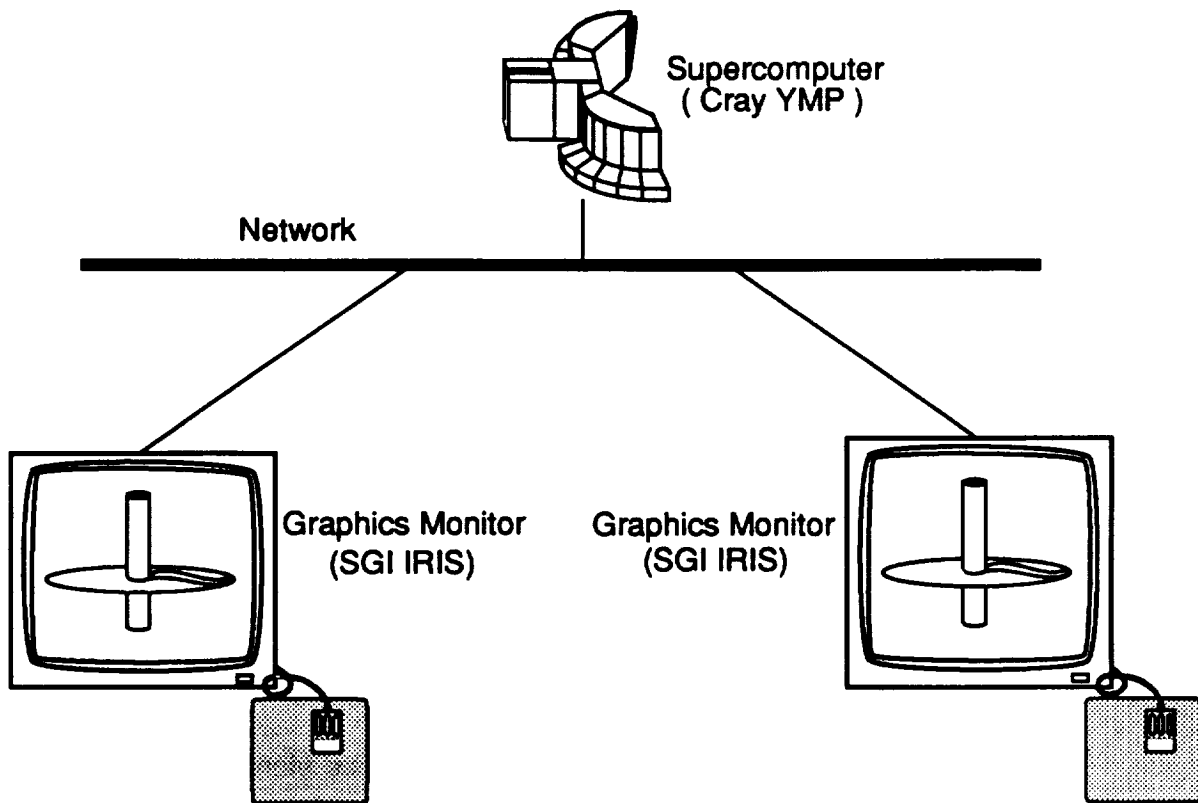 Supercomputer
( Cray YMP )
Network
Graphics Monitor
(SGI IRIS)
Graphics Monitor
(SGI IRIS)